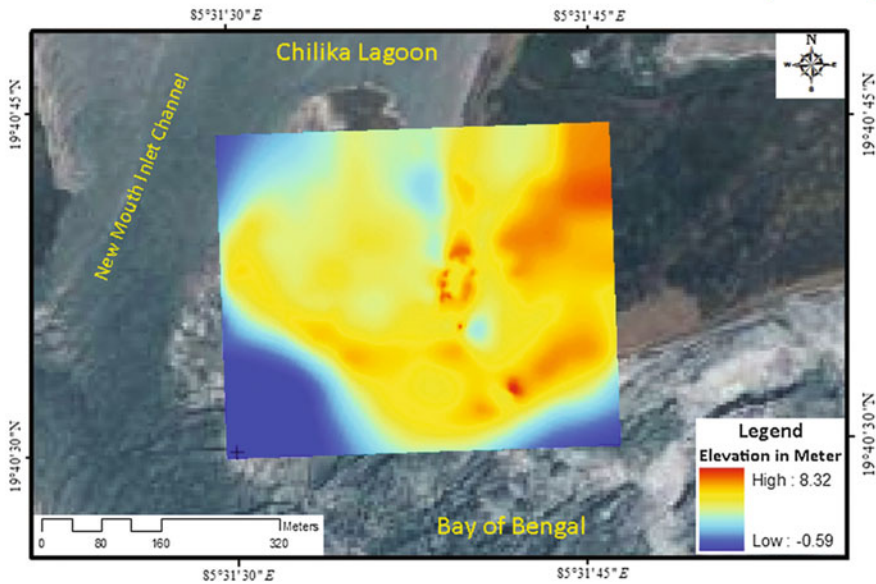 85°31'30"E 85°31'45"E
N
W E
S
Chilika Lagoon
19°40'45"N 19°40'45"N
New Mouth Inlet Channel
19°40'30"N 19°40'30"N
Legend
Elevation in Meter
High : 8.32
Low : -0.59
Bay of Bengal
Meters
0 80 160 320
85°31'30"E 85°31'45"E